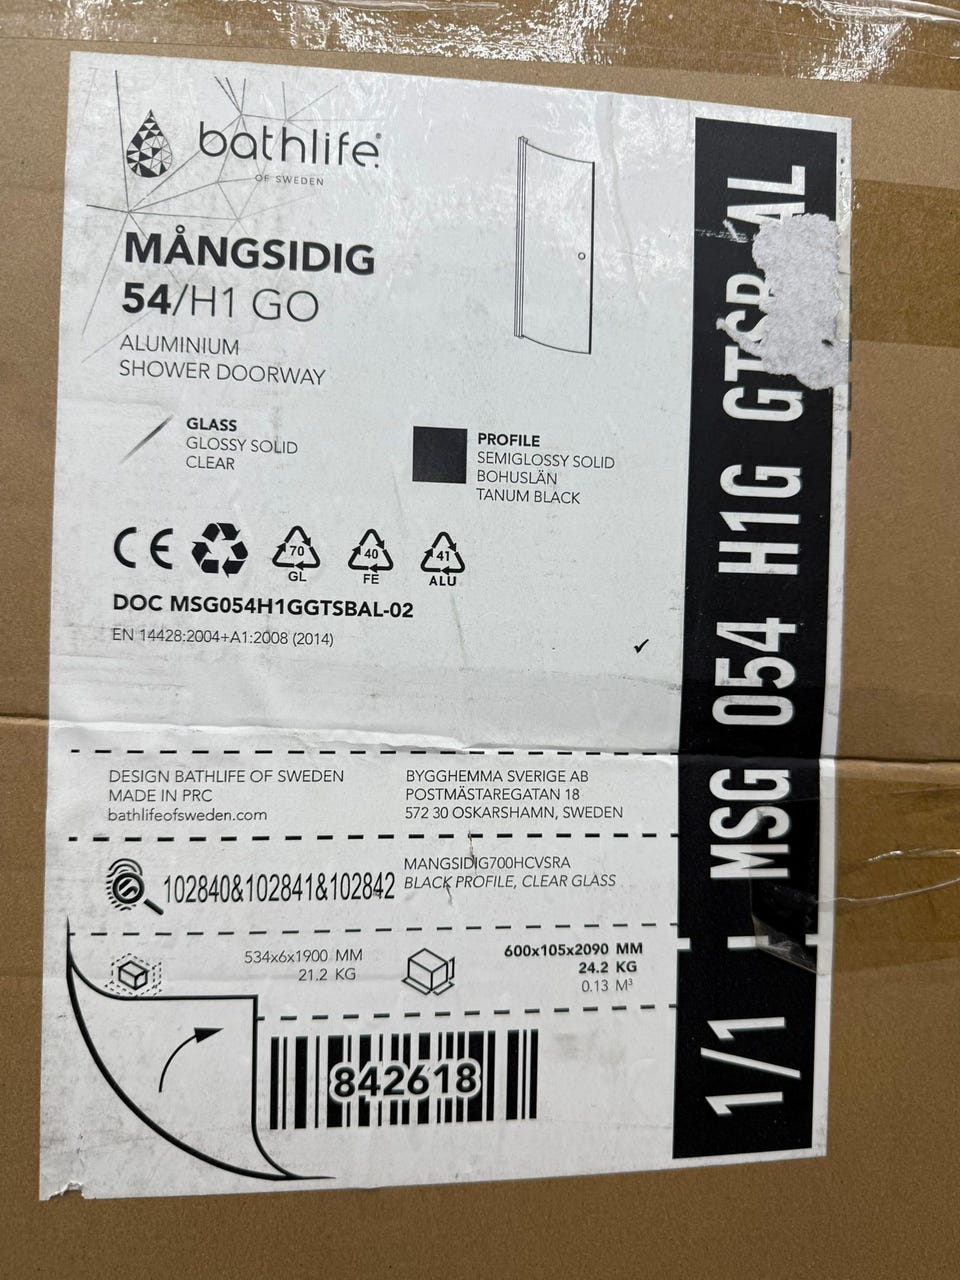 bathlife®
OF SWEDEN
MÅNGSIDIG
54/H1 GO
ALUMINIUM
SHOWER DOORWAY
GLASS
GLOSSY SOLID
CLEAR
PROFILE
SEMIGLOSSY SOLID
BOHUSLÄN
TANUM BLACK
CE
70
GL
40
FE
41
ALU
DOC MSG054H1GGTSBAL-02
EN 14428:2004+A1:2008 (2014)
✓
DESIGN BATHLIFE OF SWEDEN
MADE IN PRC
bathlifeofsweden.com
BYGGHEMMA SVERIGE AB
POSTMÄSTAREGATAN 18
572 30 OSKARSHAMN, SWEDEN
102840&102841&102842
MANGSIDIG700HCVSRA
BLACK PROFILE, CLEAR GLASS
534x6x1900 MM
21.2 KG
600x105x2090 MM
24.2 KG
0.13 M³
842618
1/1 | MSG 054 H1G